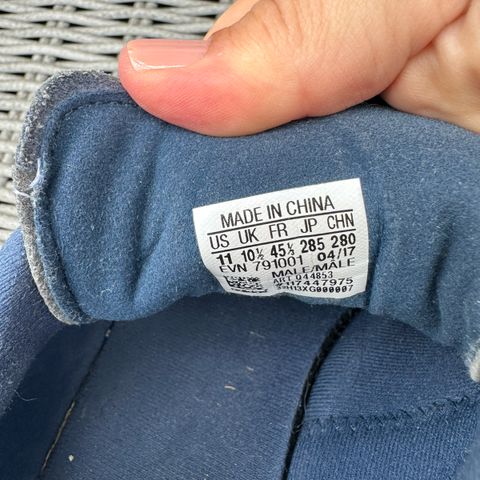 MADE IN CHINA
US UK FR JP CHN
11 10½ 45⅓ 285 280
EVN 791001 04/17
MALE/MÂLE
ART 044853